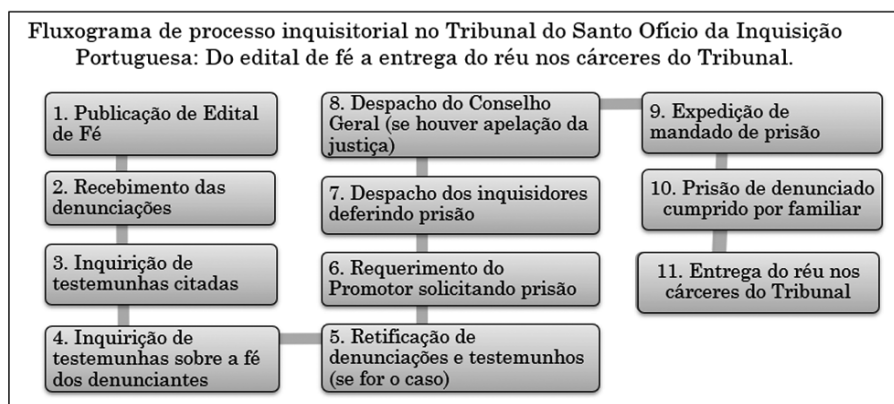 Fluxograma de processo inquisitorial no Tribunal do Santo Ofício da Inquisição
Portuguesa: Do edital de fé a entrega do réu nos cárceres do Tribunal.
1. Publicação de Edital
de Fé
2. Recebimento das
denunciações
3. Inquirição de
testemunhas citadas
4. Inquirição de
testemunhas sobre a fé
dos denunciantes
5. Retificação de
denunciações e testemunhos
(se for o caso)
6. Requerimento do
Promotor solicitando prisão
7. Despacho dos inquisidores
deferindo prisão
8. Despacho do Conselho
Geral (se houver apelação da
justiça)
9. Expedição de
mandado de prisão
10. Prisão de denunciado
cumprido por familiar
11. Entrega do réu nos
cárceres do Tribunal